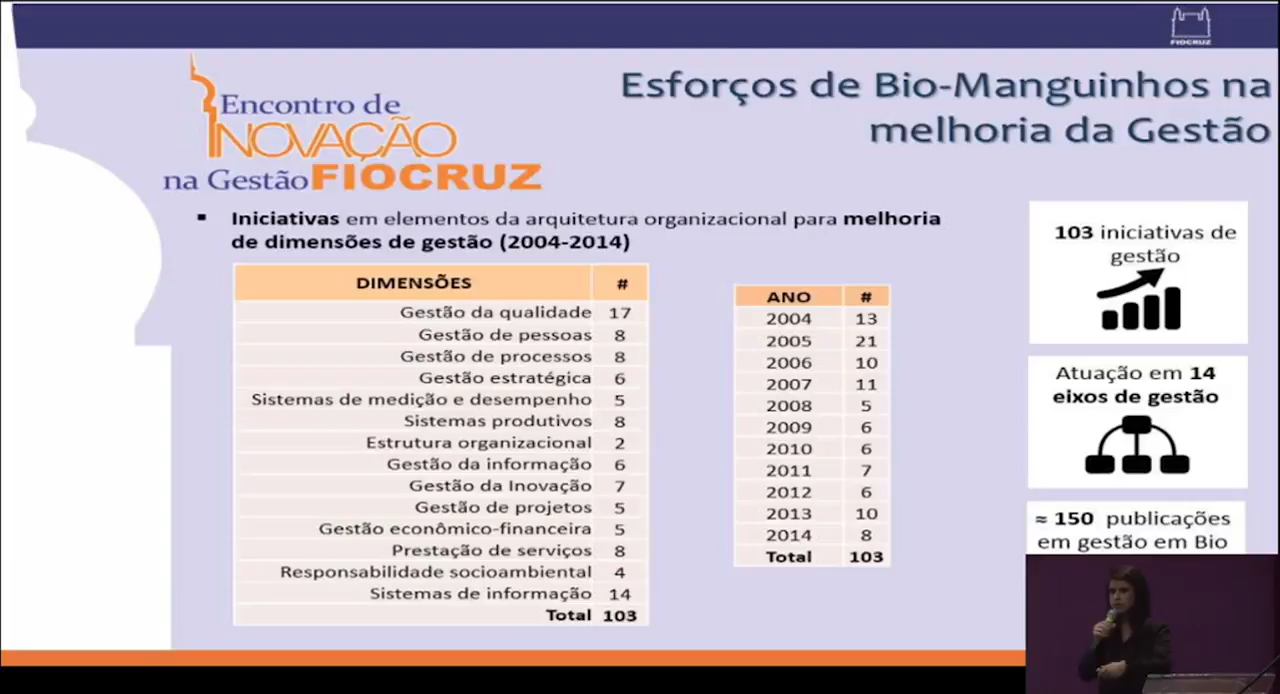 FIOCRUZ
Encontro de
INOVAÇÃO
na Gestão FIOCRUZ
Esforços de Bio-Manguinhos na
melhoria da Gestão
▪ Iniciativas em elementos da arquitetura organizacional para melhoria
de dimensões de gestão (2004-2014)
DIMENSÕES #
Gestão da qualidade 17
Gestão de pessoas 8
Gestão de processos 8
Gestão estratégica 6
Sistemas de medição e desempenho 5
Sistemas produtivos 8
Estrutura organizacional 2
Gestão da informação 6
Gestão da Inovação 7
Gestão de projetos 5
Gestão econômico-financeira 5
Prestação de serviços 8
Responsabilidade socioambiental 4
Sistemas de informação 14
Total 103
ANO #
2004 13
2005 21
2006 10
2007 11
2008 5
2009 6
2010 6
2011 7
2012 6
2013 10
2014 8
Total 103
103 iniciativas de
gestão
Atuação em 14
eixos de gestão
≈ 150 publicações
em gestão em Bio